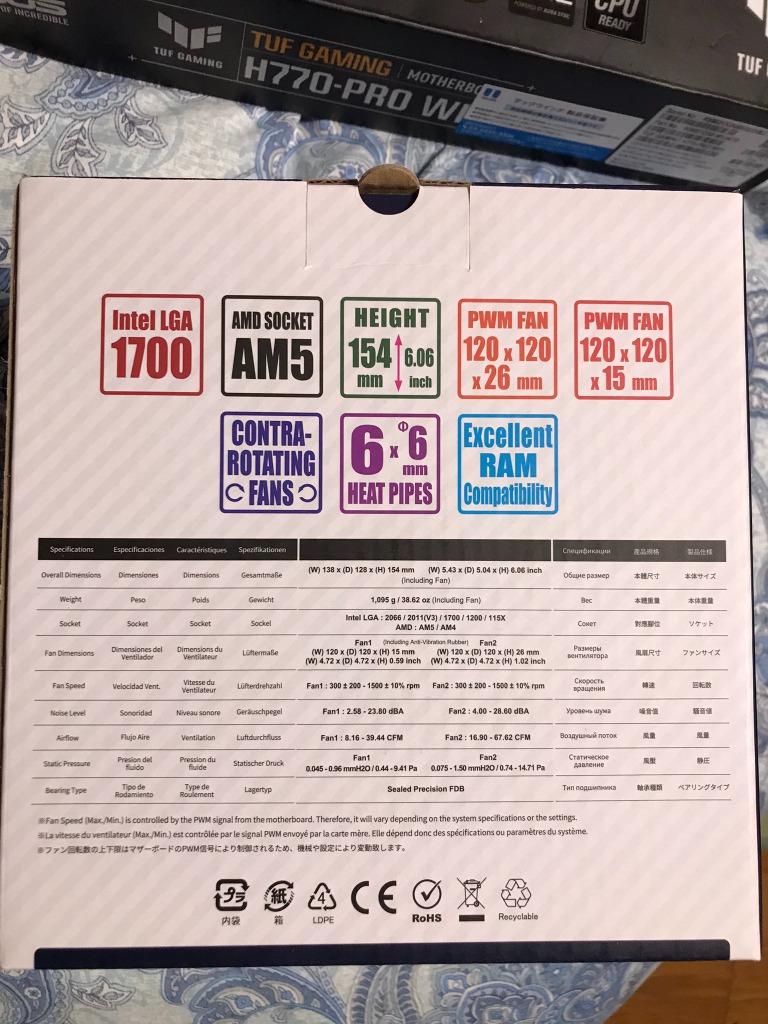 IN SEARCH OF INCREDIBLE
CPU
READY
POWERED BY AURA SYNC
TUF GAMING
TUF GAMING | MOTHERBO
H770-PRO WI
TUF
Intel LGA
1700
AMD SOCKET
AM5
HEIGHT
154 6.06
mm inch
PWM FAN
120 x 120
x 26 mm
PWM FAN
120 x 120
x 15 mm
CONTRA-
ROTATING
FANS
6 x Φ6
mm
HEAT PIPES
Excellent
RAM
Compatibility
Specifications Especificaciones Caractéristiques Spezifikationen Спецификации 產品規格 製品仕様
Overall Dimensions Dimensiones Dimensions Gesamtmaße (W) 138 x (D) 128 x (H) 154 mm (W) 5.43 x (D) 5.04 x (H) 6.06 inch Общие размер 本體尺寸 本体サイズ
(Including Fan)
Weight Peso Poids Gewicht 1,095 g / 38.62 oz (Including Fan) Вес 本體重量 本体重量
Socket Socket Socket Sockel Intel LGA : 2066 / 2011(V3) / 1700 / 1200 / 115X Сокет 對應腳位 ソケット
AMD : AM5 / AM4
Fan Dimensions Dimensiones del Ventilador Dimensions du Ventilateur Lüftermaße Fan1 (Including Anti-Vibration Rubber) Fan2 Размеры вентилятора 風扇尺寸 ファンサイズ
(W) 120 x (D) 120 x (H) 15 mm (W) 120 x (D) 120 x (H) 26 mm
(W) 4.72 x (D) 4.72 x (H) 0.59 inch (W) 4.72 x (D) 4.72 x (H) 1.02 inch
Fan Speed Velocidad Vent. Vitesse du Ventilateur Lüfterdrehzahl Fan1 : 300 ± 200 - 1500 ± 10% rpm Fan2 : 300 ± 200 - 1500 ± 10% rpm Скорость вращения 轉速 回転数
Noise Level Sonoridad Niveau sonore Geräuschpegel Fan1 : 2.58 - 23.80 dBA Fan2 : 4.00 - 28.60 dBA Уровень шума 噪音值 騒音値
Airflow Flujo Aire Ventilation Luftdurchfluss Fan1 : 8.16 - 39.44 CFM Fan2 : 16.90 - 67.62 CFM Воздушный поток 風量 風量
Static Pressure Presion del fluido Pression du fluide Statischer Druck Fan1 Fan2 Статическое давление 風壓 静圧
0.045 - 0.96 mmH2O / 0.44 - 9.41 Pa 0.075 - 1.50 mmH2O / 0.74 - 14.71 Pa
Bearing Type Tipo de Rodamiento Type de Roulement Lagertyp Sealed Precision FDB Тип подшипника 軸承種類 ベアリングタイプ
※Fan Speed (Max./Min.) is controlled by the PWM signal from the motherboard. Therefore, it will vary depending on the system specifications or the settings.
※La vitesse du ventilateur (Max./Min.) est contrôlée par le signal PWM envoyé par la carte mère. Elle dépend donc des spécifications ou paramètres du système.
※ファン回転数の上下限はマザーボードのPWM信号により制御されるため、機械や設定により変動致します。
プラ 紙 4 CE
内袋 箱 LDPE RoHS Recyclable